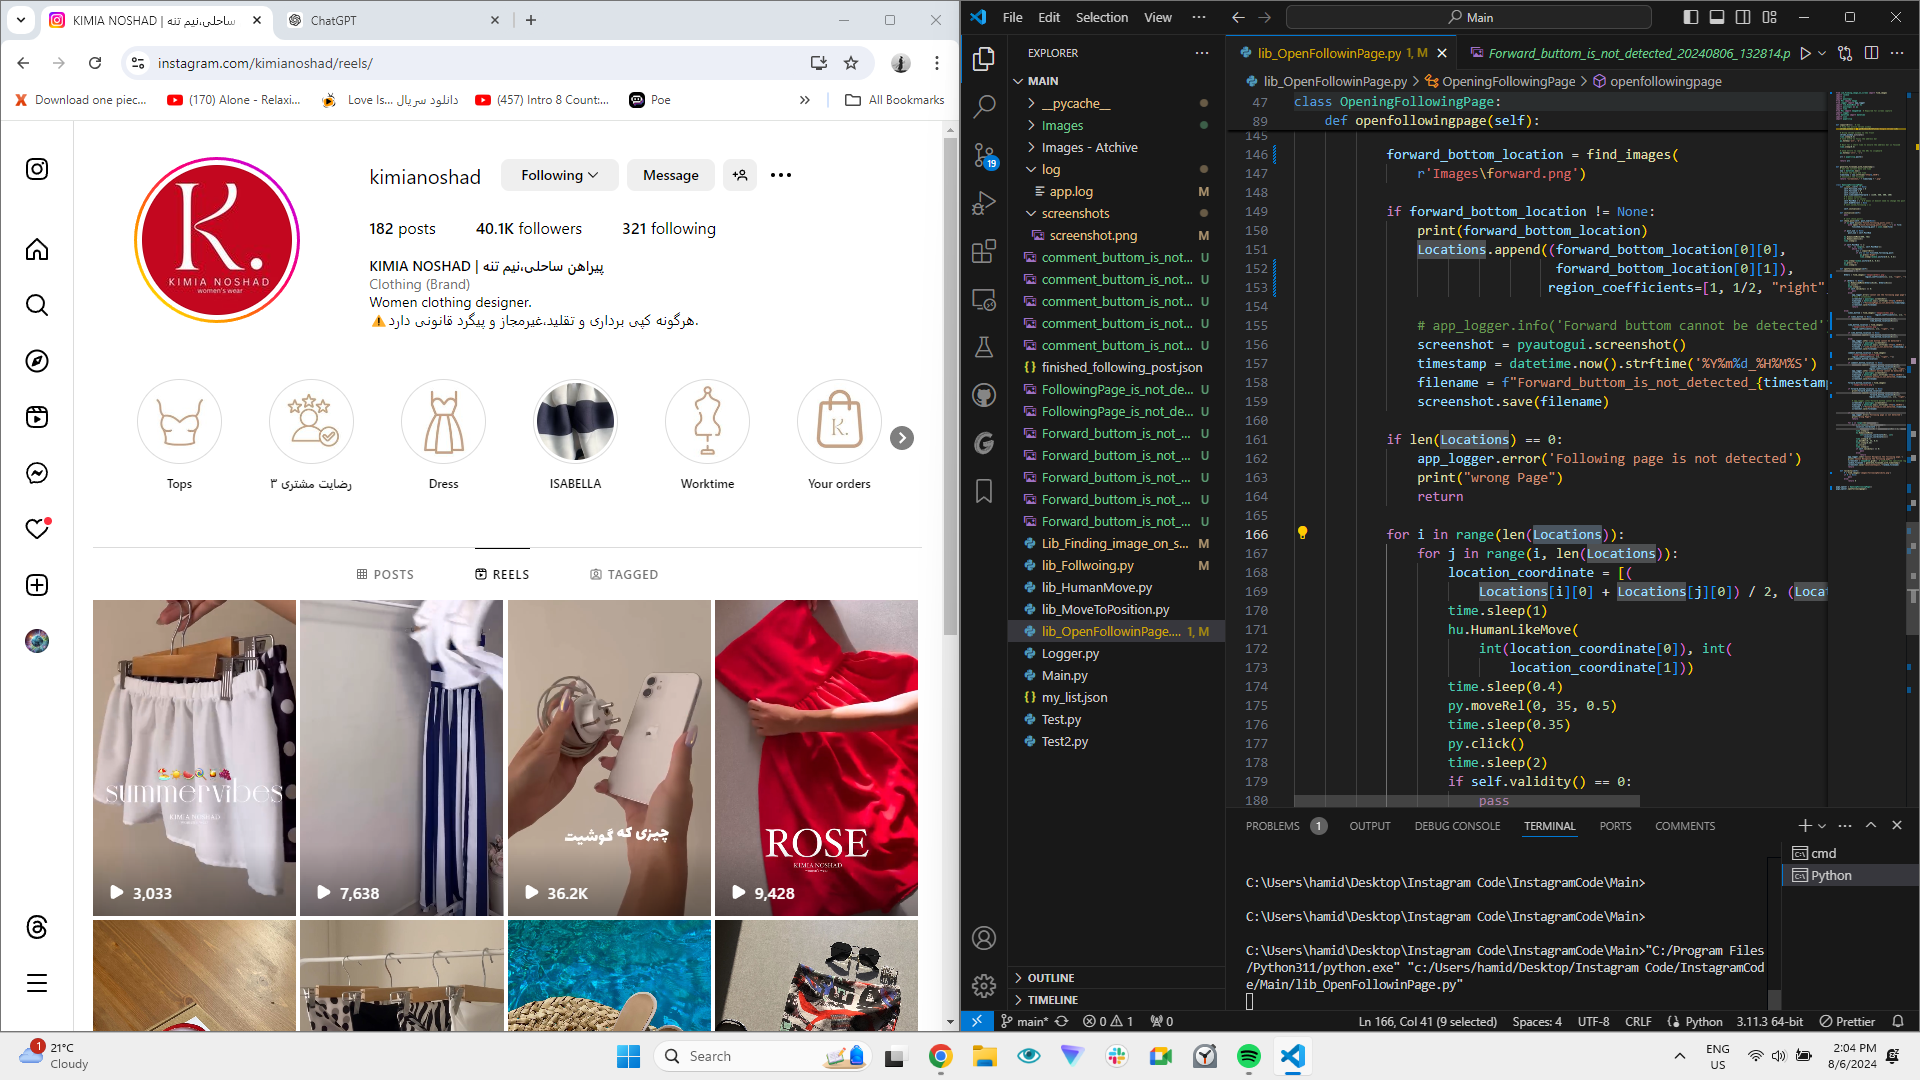 KIMIA NOSHAD | ساحلی،نیم تنه
ChatGPT
instagram.com/kimianoshad/reels/
Download one piec...
(170) Alone - Relaxi...
Love Is... دانلود سریال
(457) Intro 8 Count:...
Poe
All Bookmarks
kimianoshad
Following
Message
182 posts
40.1K followers
321 following
KIMIA NOSHAD | پیراهن ساحلی،نیم تنه
Clothing (Brand)
Women clothing designer.
⚠️هرگونه کپی برداری و تقلید،غیرمجاز و پیگرد قانونی دارد.
K.
KIMIA NOSHAD
women's wear
Tops
رضایت مشتری ۳
Dress
ISABELLA
Worktime
K.
Your orders
POSTS
REELS
TAGGED
summervibes
KIMIA NOSHAD
3,033
7,638
چیزی که گوشیت
36.2K
ROSE
KIMIA NOSHAD
9,428
File Edit Selection View ...
Main
EXPLORER
MAIN
__pycache__
Images
Images - Atchive
log
app.log M
screenshots
screenshot.png M
comment_buttom_is_not... U
comment_buttom_is_not... U
comment_buttom_is_not... U
comment_buttom_is_not... U
comment_buttom_is_not... U
finished_following_post.json
FollowingPage_is_not_de... U
FollowingPage_is_not_de... U
Forward_buttom_is_not_... U
Forward_buttom_is_not_... U
Forward_buttom_is_not_... U
Forward_buttom_is_not_... U
Forward_buttom_is_not_... U
Lib_Finding_image_on_s... M
lib_Follwoing.py M
lib_HumanMove.py
lib_MoveToPosition.py
lib_OpenFollowinPage.... 1, M
Logger.py
Main.py
my_list.json
Test.py
Test2.py
OUTLINE
TIMELINE
19
lib_OpenFollowinPage.py 1, M
Forward_buttom_is_not_detected_20240806_132814.p
lib_OpenFollowinPage.py > OpeningFollowingPage > openfollowingpage
47 class OpeningFollowingPage:
89 def openfollowingpage(self):
145
146 forward_bottom_location = find_images(
147 r'Images\forward.png')
148
149 if forward_bottom_location != None:
150 print(forward_bottom_location)
151 Locations.append((forward_bottom_location[0][0],
152 forward_bottom_location[0][1]),
153 region_coefficients=[1, 1/2, "right"
154
155 # app_logger.info('Forward buttom cannot be detected'
156 screenshot = pyautogui.screenshot()
157 timestamp = datetime.now().strftime('%Y%m%d_%H%M%S')
158 filename = f"Forward_buttom_is_not_detected_{timestamp
159 screenshot.save(filename)
160
161 if len(Locations) == 0:
162 app_logger.error('Following page is not detected')
163 print("wrong Page")
164 return
165
166 for i in range(len(Locations)):
167 for j in range(i, len(Locations)):
168 location_coordinate = [(
169 Locations[i][0] + Locations[j][0]) / 2, (Locat
170 time.sleep(1)
171 hu.HumanLikeMove(
172 int(location_coordinate[0]), int(
173 location_coordinate[1]))
174 time.sleep(0.4)
175 py.moveRel(0, 35, 0.5)
176 time.sleep(0.35)
177 py.click()
178 time.sleep(2)
179 if self.validity() == 0:
180 pass
PROBLEMS 1 OUTPUT DEBUG CONSOLE TERMINAL PORTS COMMENTS
cmd
Python
C:\Users\hamid\Desktop\Instagram Code\InstagramCode\Main>
C:\Users\hamid\Desktop\Instagram Code\InstagramCode\Main>
C:\Users\hamid\Desktop\Instagram Code\InstagramCode\Main>"C:/Program Files
/Python311/python.exe" "c:/Users/hamid/Desktop/Instagram Code/InstagramCod
e/Main/lib_OpenFollowinPage.py"
main* 0 1 0
Ln 166, Col 41 (9 selected) Spaces: 4 UTF-8 CRLF Python 3.11.3 64-bit Prettier
1
21°C
Cloudy
Search
ENG
US
2:04 PM
8/6/2024